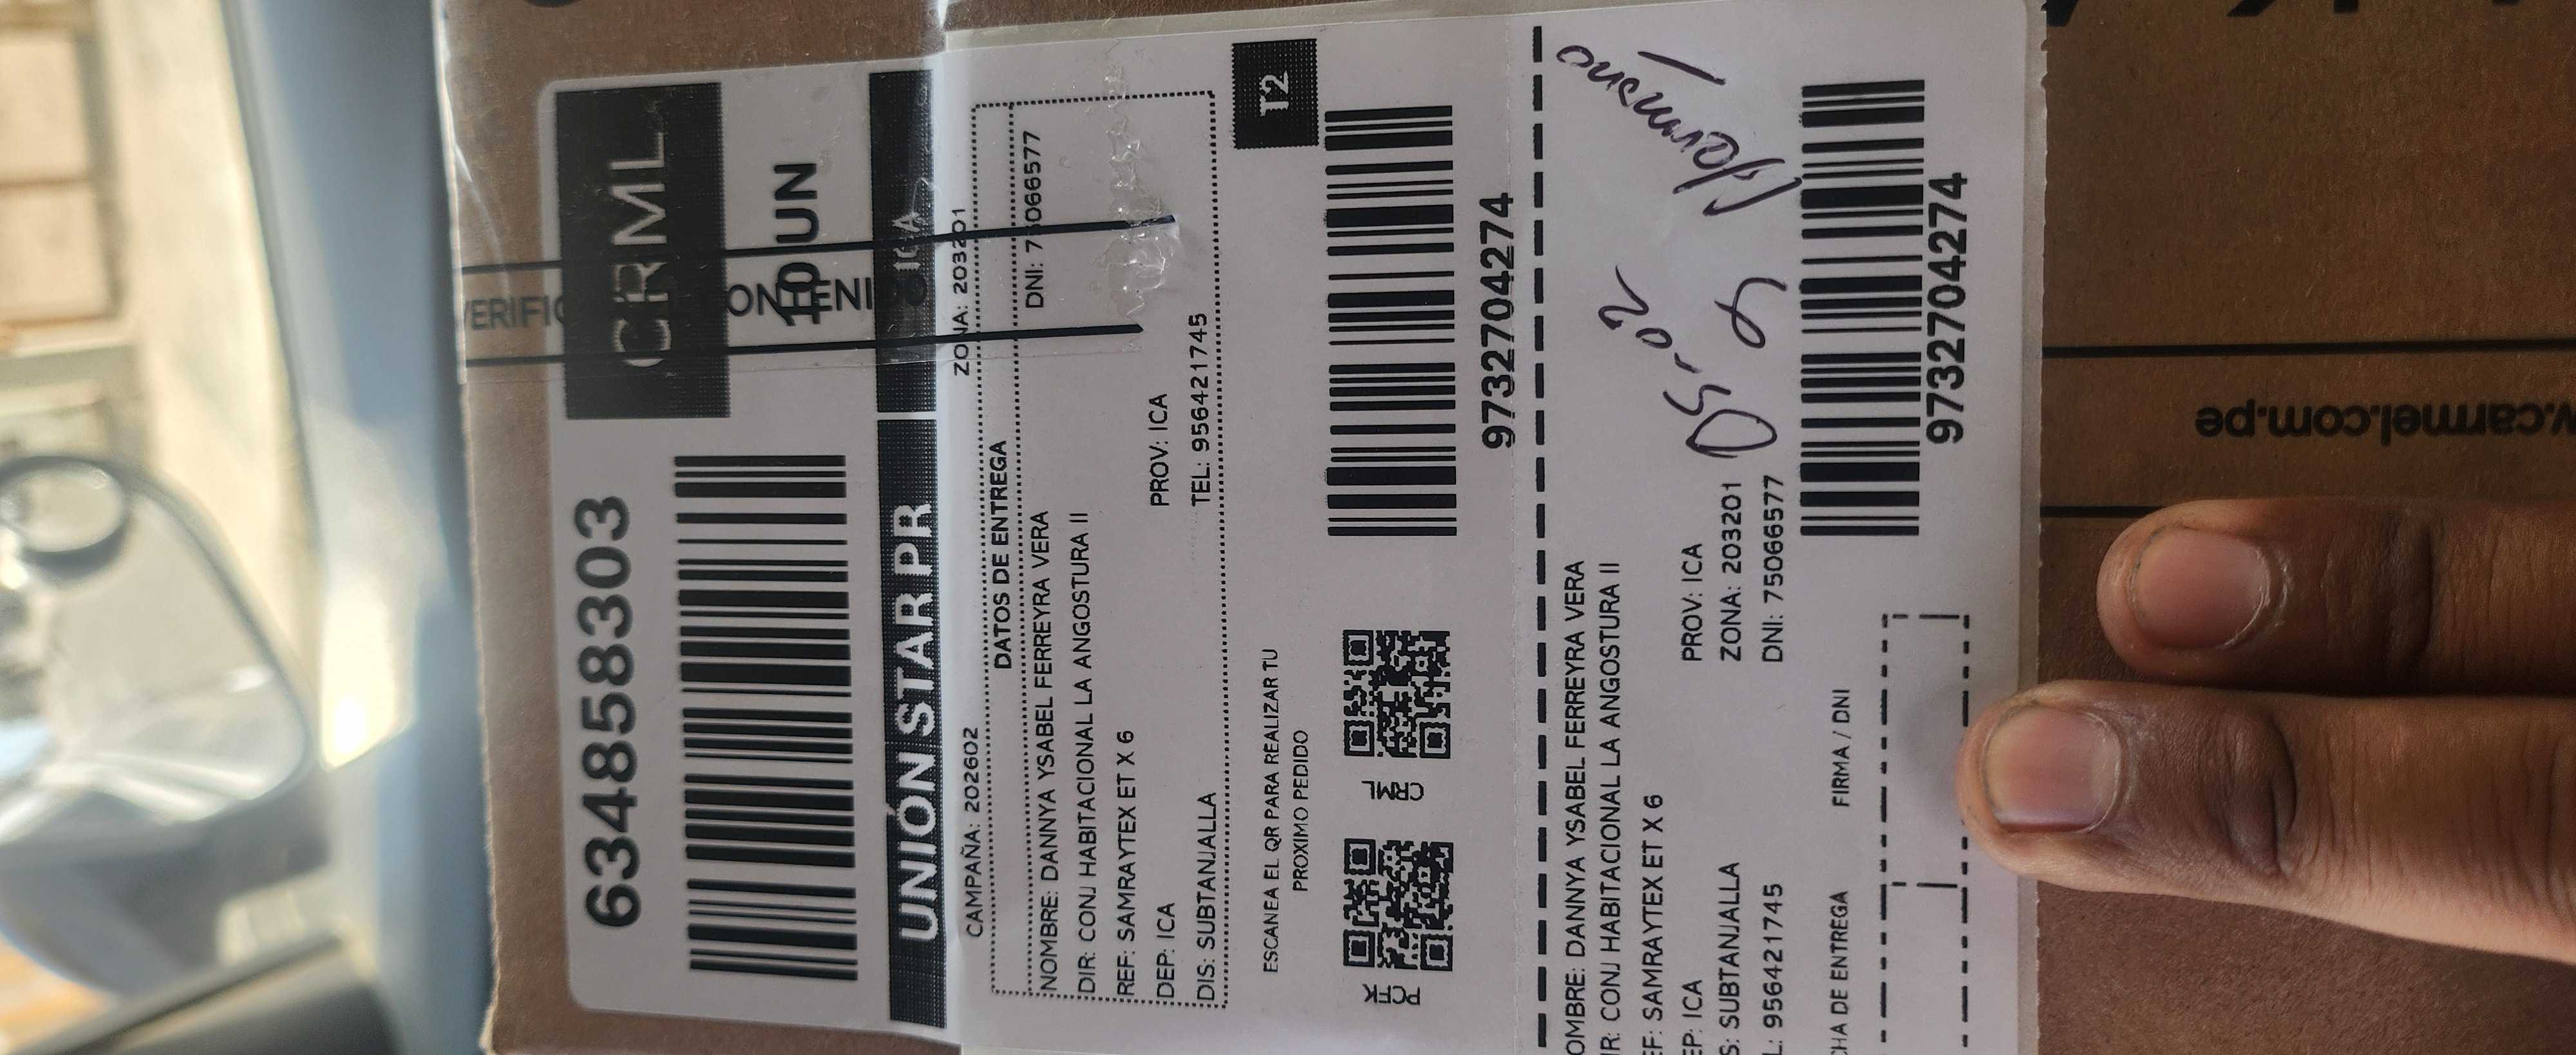 6348583303
CRML
10 UN
UNIÓN STAR PR
ICA
CAMPAÑA: 202602
ZONA: 203201
DATOS DE ENTREGA
NOMBRE: DANNYA YSABEL FERREYRA VERA
DNI: 75066577
DIR: CONJ HABITACIONAL LA ANGOSTURA II
REF: SAMRAYTEX ET X 6
DEP: ICA
PROV: ICA
DIS: SUBTANJALLA
TEL: 956421745
T2
ESCANEA EL QR PARA REALIZAR TU
PROXIMO PEDIDO
PCFK
CRML
9732704274
OMBRE: DANNYA YSABEL FERREYRA VERA
IR: CONJ HABITACIONAL LA ANGOSTURA II
EF: SAMRAYTEX ET X 6
EP: ICA
PROV: ICA
S: SUBTANJALLA
ZONA: 203201
L: 956421745
DNI: 75066577
05-02
Hermano
CHA DE ENTREGA
FIRMA / DNI
9732704274
w.carmel.com.pe